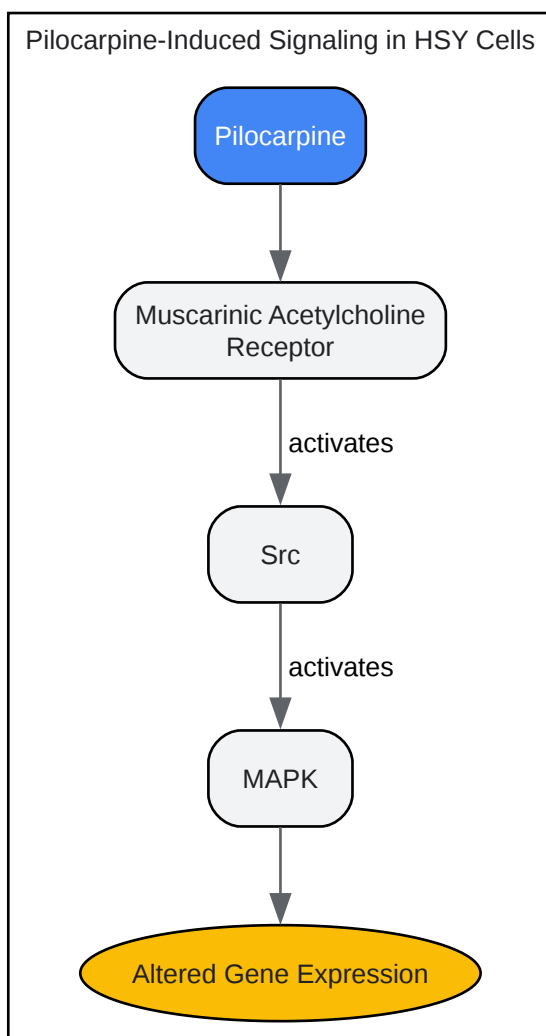 Pilocarpine-Induced Signaling in HSY Cells
Pilocarpine
Muscarinic Acetylcholine
Receptor
activates
Src
activates
MAPK
Altered Gene Expression